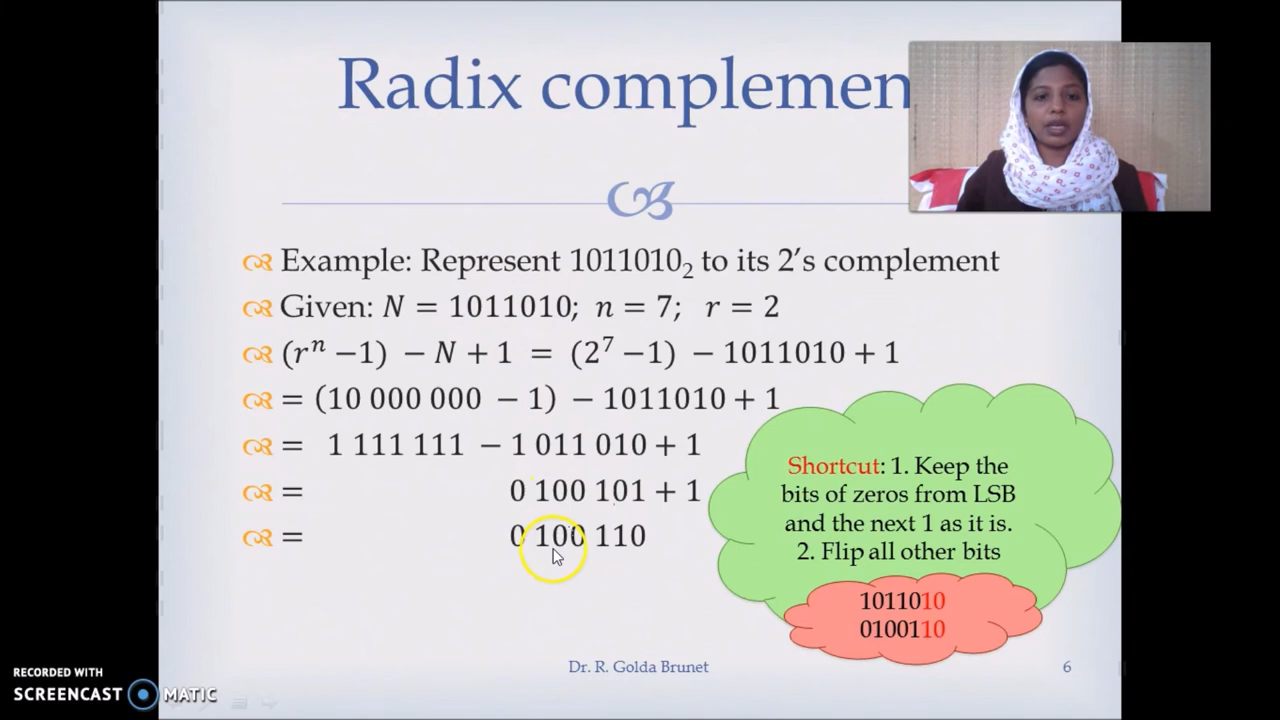 Radix complemen
Example: Represent 1011010₂ to its 2's complement
Given: N = 1011010; n = 7; r = 2
(rⁿ −1) − N + 1 = (2⁷ −1) − 1011010 + 1
= (10 000 000 − 1) − 1011010 + 1
= 1 111 111 − 1 011 010 + 1
= 0 100 101 + 1
= 0 100 110
Shortcut: 1. Keep the
bits of zeros from LSB
and the next 1 as it is.
2. Flip all other bits
1011010
0100110
Dr. R. Golda Brunet
6
RECORDED WITH
SCREENCAST MATIC